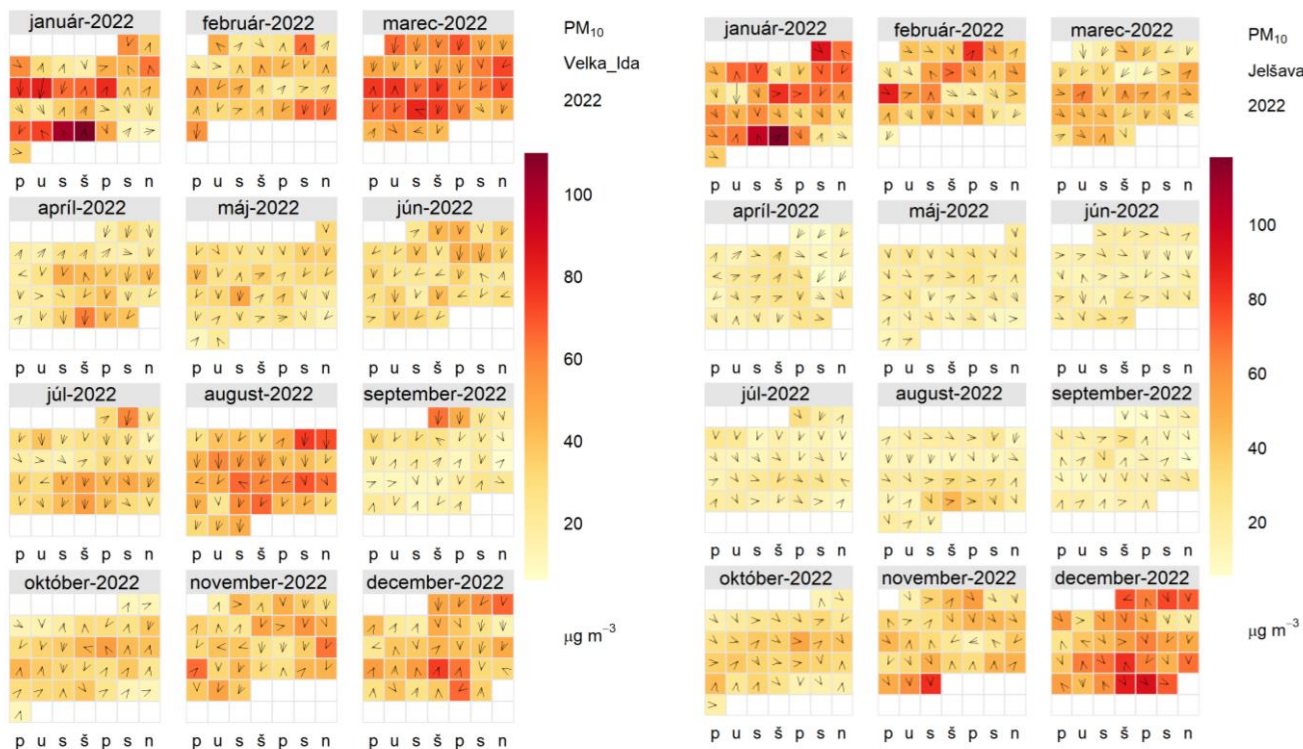 január-2022 február-2022 marec-2022
PM₁₀
Velka_Ida
2022
p u s š p s n p u s š p s n p u s š p s n
apríl-2022 máj-2022 jún-2022
p u s š p s n p u s š p s n p u s š p s n
júl-2022 august-2022 september-2022
p u s š p s n p u s š p s n p u s š p s n
október-2022 november-2022 december-2022
p u s š p s n p u s š p s n p u s š p s n
100
80
60
40
20
μg m⁻³
január-2022 február-2022 marec-2022
PM₁₀
Jelšava
2022
p u s š p s n p u s š p s n p u s š p s n
apríl-2022 máj-2022 jún-2022
p u s š p s n p u s š p s n p u s š p s n
júl-2022 august-2022 september-2022
p u s š p s n p u s š p s n p u s š p s n
október-2022 november-2022 december-2022
p u s š p s n p u s š p s n p u s š p s n
100
80
60
40
20
μg m⁻³